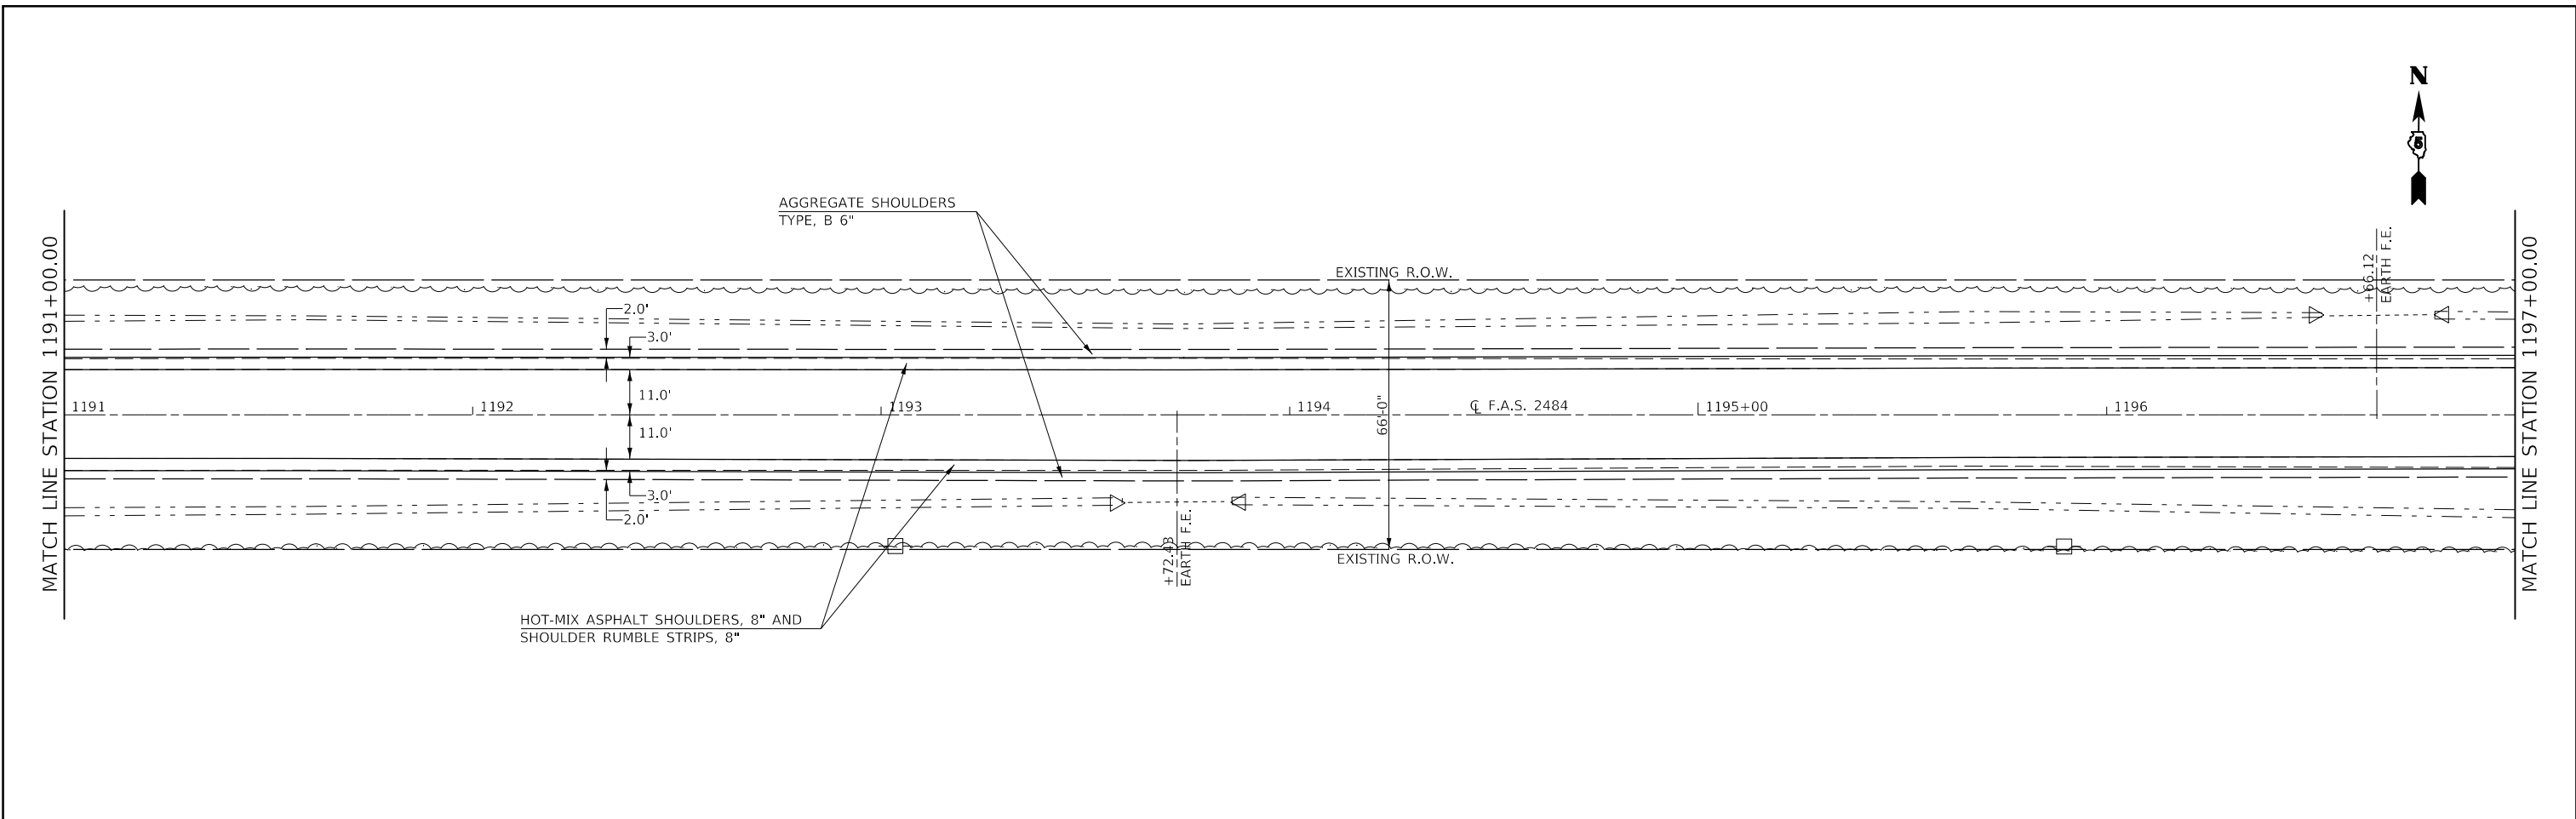 N
5
MATCH LINE STATION 1191+00.00
AGGREGATE SHOULDERS
TYPE, B 6"
EXISTING R.O.W.
+66.12
EARTH F.E.
MATCH LINE STATION 1197+00.00
2.0'
3.0'
11.0'
1191
1192
1193
1194
℄ F.A.S. 2484
1195+00
1196
66'-0"
11.0'
3.0'
2.0'
+72.43
EARTH F.E.
EXISTING R.O.W.
HOT-MIX ASPHALT SHOULDERS, 8" AND
SHOULDER RUMBLE STRIPS, 8"